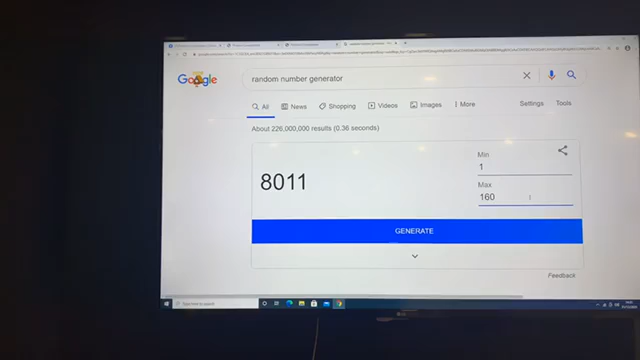 Google
random number generator
All News Shopping Videos Images More Settings Tools
About 226,000,000 results (0.36 seconds)
Min
1
8011
Max
160
GENERATE
Feedback